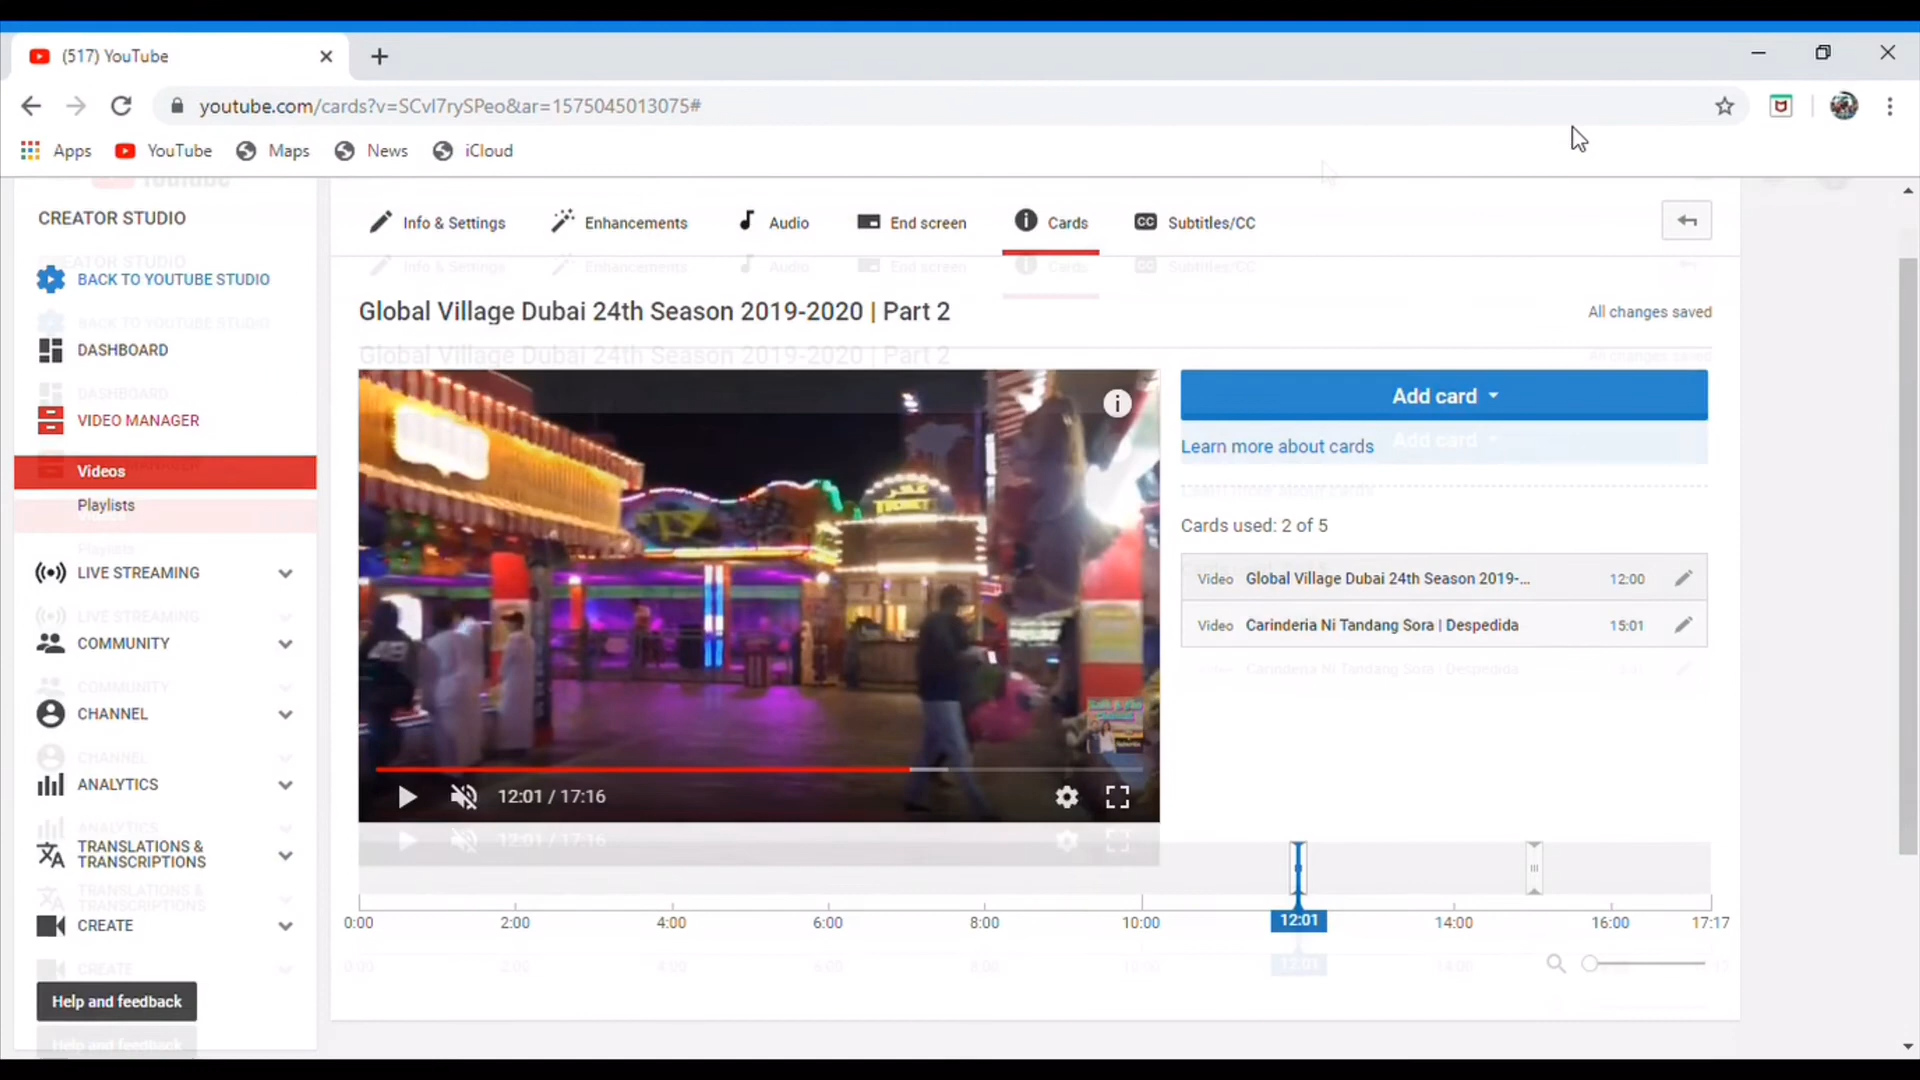 (517) YouTube
youtube.com/cards?v=SCvI7rySPeo&ar=1575045013075#
Apps YouTube Maps News iCloud
CREATOR STUDIO
Info & Settings Enhancements Audio End screen Cards Subtitles/CC
BACK TO YOUTUBE STUDIO
Global Village Dubai 24th Season 2019-2020 | Part 2
All changes saved
DASHBOARD
VIDEO MANAGER
Videos
Playlists
LIVE STREAMING
COMMUNITY
CHANNEL
ANALYTICS
TRANSLATIONS &
TRANSCRIPTIONS
CREATE
Help and feedback
12:01 / 17:16
Add card
Learn more about cards
Cards used: 2 of 5
Video Global Village Dubai 24th Season 2019-... 12:00
Video Carinderia Ni Tandang Sora | Despedida 15:01
0:00 2:00 4:00 6:00 8:00 10:00 12:01 14:00 16:00 17:17